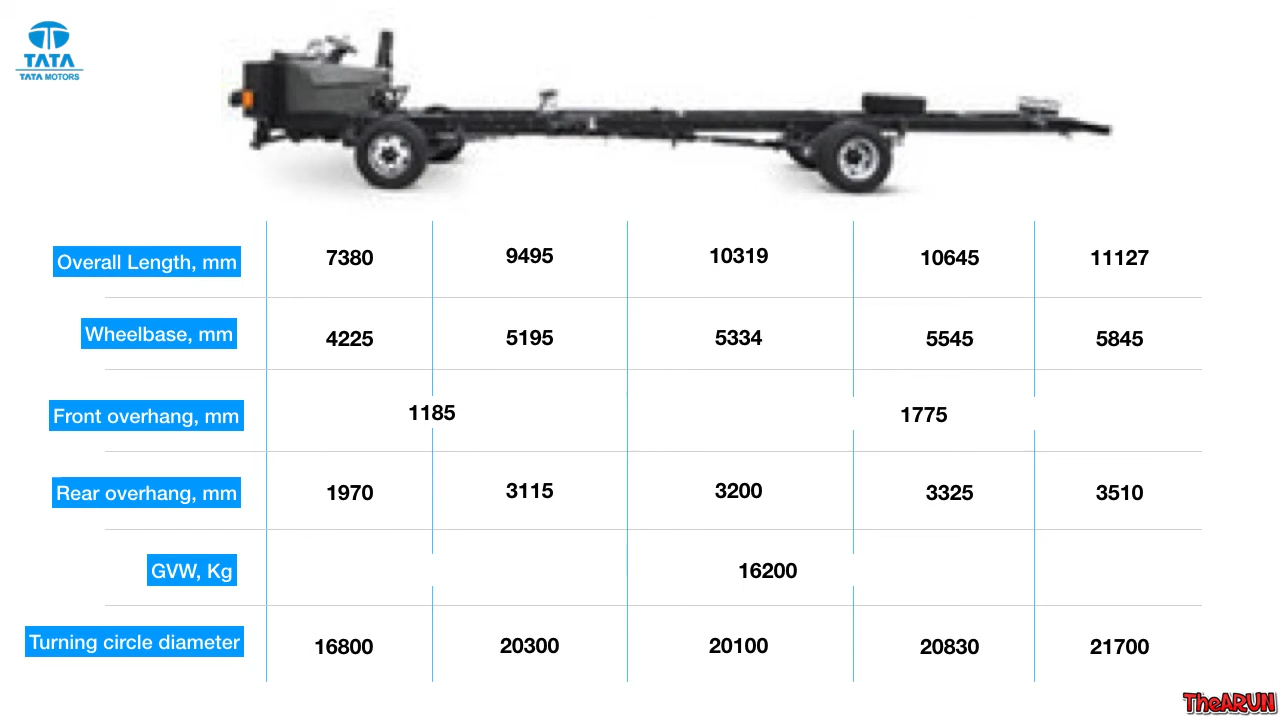 TATA
TATA MOTORS
Overall Length, mm 7380 9495 10319 10645 11127
Wheelbase, mm 4225 5195 5334 5545 5845
Front overhang, mm 1185 1775
Rear overhang, mm 1970 3115 3200 3325 3510
GVW, Kg 16200
Turning circle diameter 16800 20300 20100 20830 21700
TheARUN